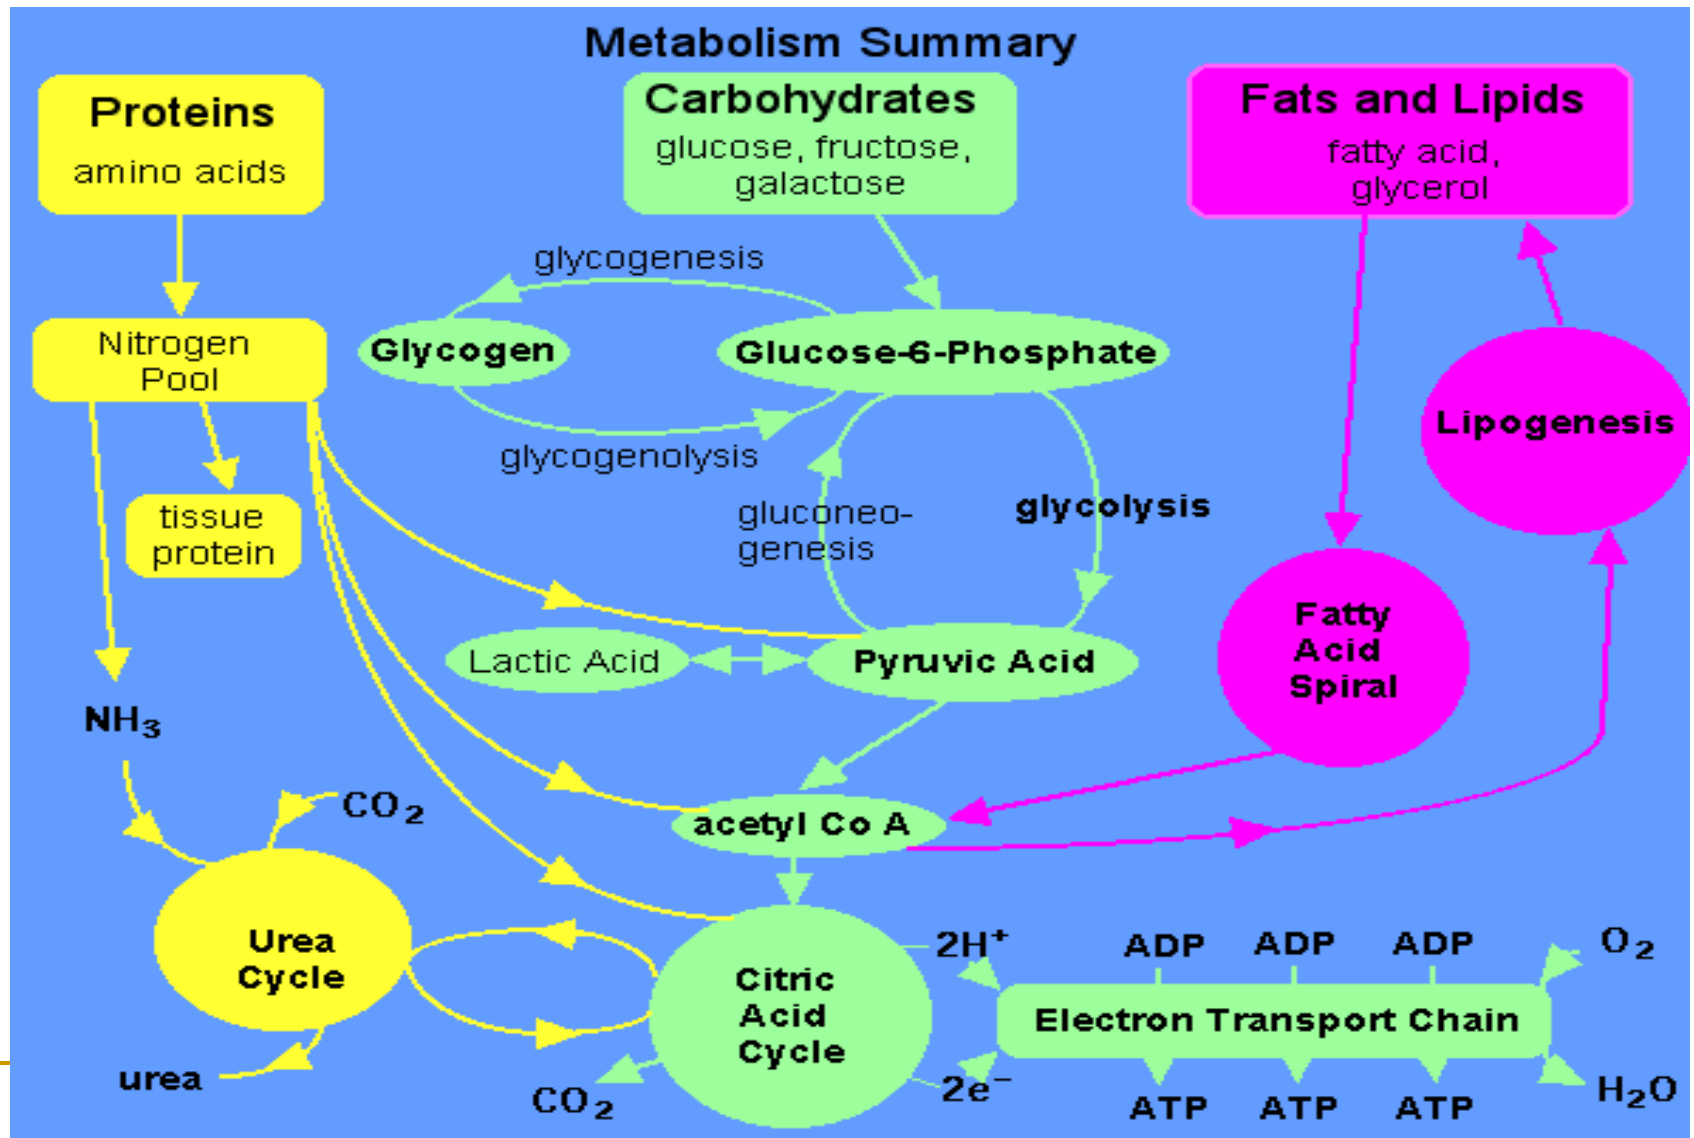 Metabolism Summary
Proteins
amino acids
Carbohydrates
glucose, fructose,
galactose
Fats and Lipids
fatty acid,
glycerol
glycogenesis
Nitrogen
Pool
Glycogen
Glucose-6-Phosphate
Lipogenesis
glycogenolysis
tissue
protein
gluconeo-
genesis
glycolysis
Fatty
Acid
Spiral
Lactic Acid
Pyruvic Acid
NH3
CO2
acetyl Co A
Urea
Cycle
Citric
Acid
Cycle
2H+
ADP
ADP
ADP
O2
Electron Transport Chain
urea
CO2
2e−
ATP
ATP
ATP
H2O